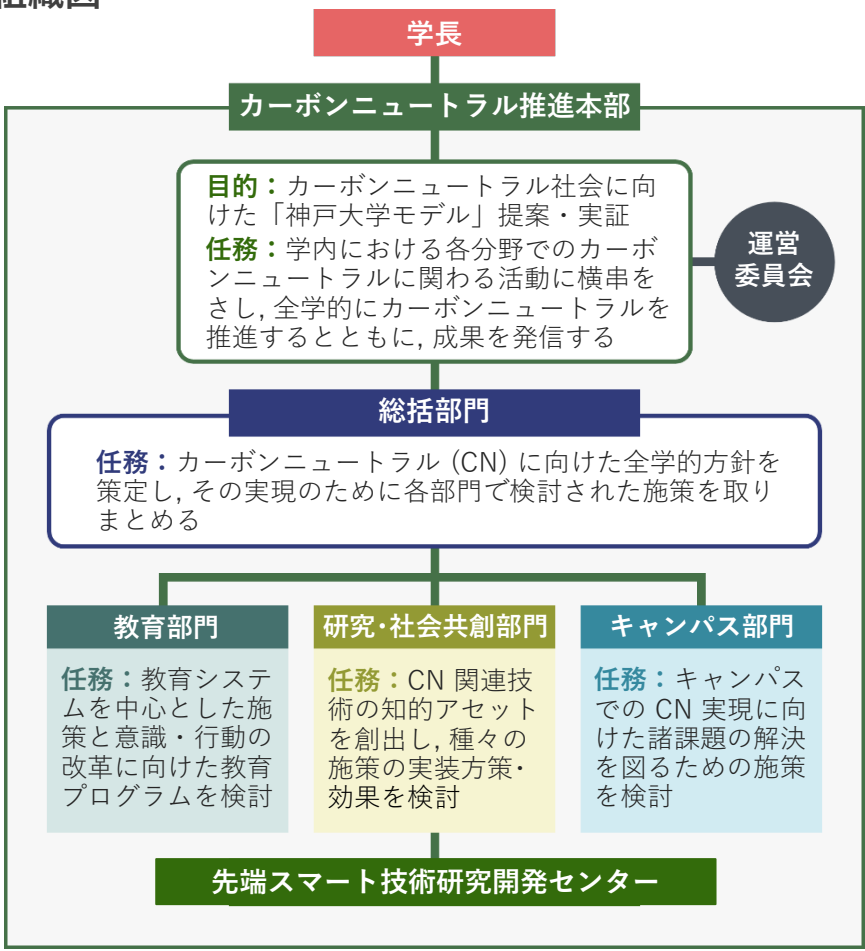 組織図
学長
カーボンニュートラル推進本部
目的：カーボンニュートラル社会に向
けた「神戸大学モデル」提案・実証
任務：学内における各分野でのカーボ
ンニュートラルに関わる活動に横串を
さし, 全学的にカーボンニュートラルを
推進するとともに, 成果を発信する
運営
委員会
総括部門
任務：カーボンニュートラル (CN) に向けた全学的方針を
策定し, その実現のために各部門で検討された施策を取り
まとめる
教育部門
任務：教育システ
ムを中心とした施
策と意識・行動の
改革に向けた教育
プログラムを検討
研究・社会共創部門
任務：CN 関連技
術の知的アセット
を創出し, 種々の
施策の実装方策・
効果を検討
キャンパス部門
任務：キャンパス
での CN 実現に向
けた諸課題の解決
を図るための施策
を検討
先端スマート技術研究開発センター